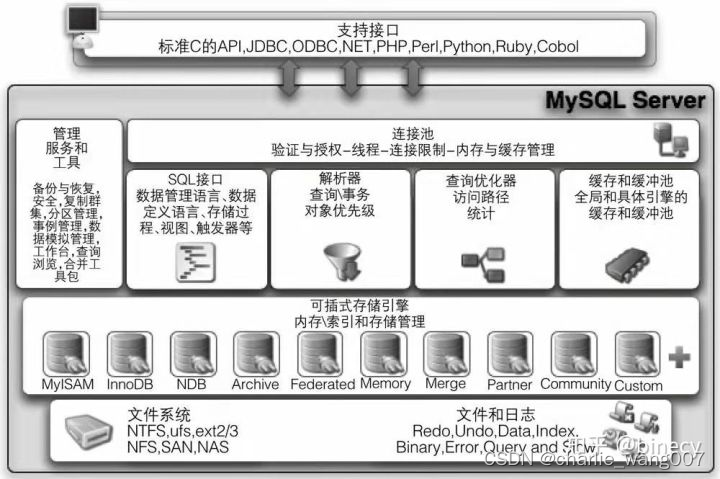 支持接口
标准C的API,JDBC,ODBC,NET,PHP,Perl,Python,Ruby,Cobol
MySQL Server
管理
服务和
工具
备份与恢复,
安全,复制群
集,分区管理,
事例管理,数
据模拟管理,
工作台,查询
浏览,合并工
具包
连接池
验证与授权-线程-连接限制-内存与缓存管理
SQL接口
数据管理语言、数据
定义语言、存储过
程、视图、触发器等
解析器
查询\事务
对象优先级
查询优化器
访问路径
统计
缓存和缓冲池
全局和具体引擎的
缓存和缓冲池
可插式存储引擎
内存\索引和存储管理
MyISAM InnoDB NDB Archive Federated Memory Merge Partner Community Custom
文件系统
NTFS,ufs,ext2/3
NFS,SAN,NAS
文件和日志
Redo,Undo,Data,Index,
Binary,Error,Query and Slow
知乎 @binecy
CSDN @charlie_wang007